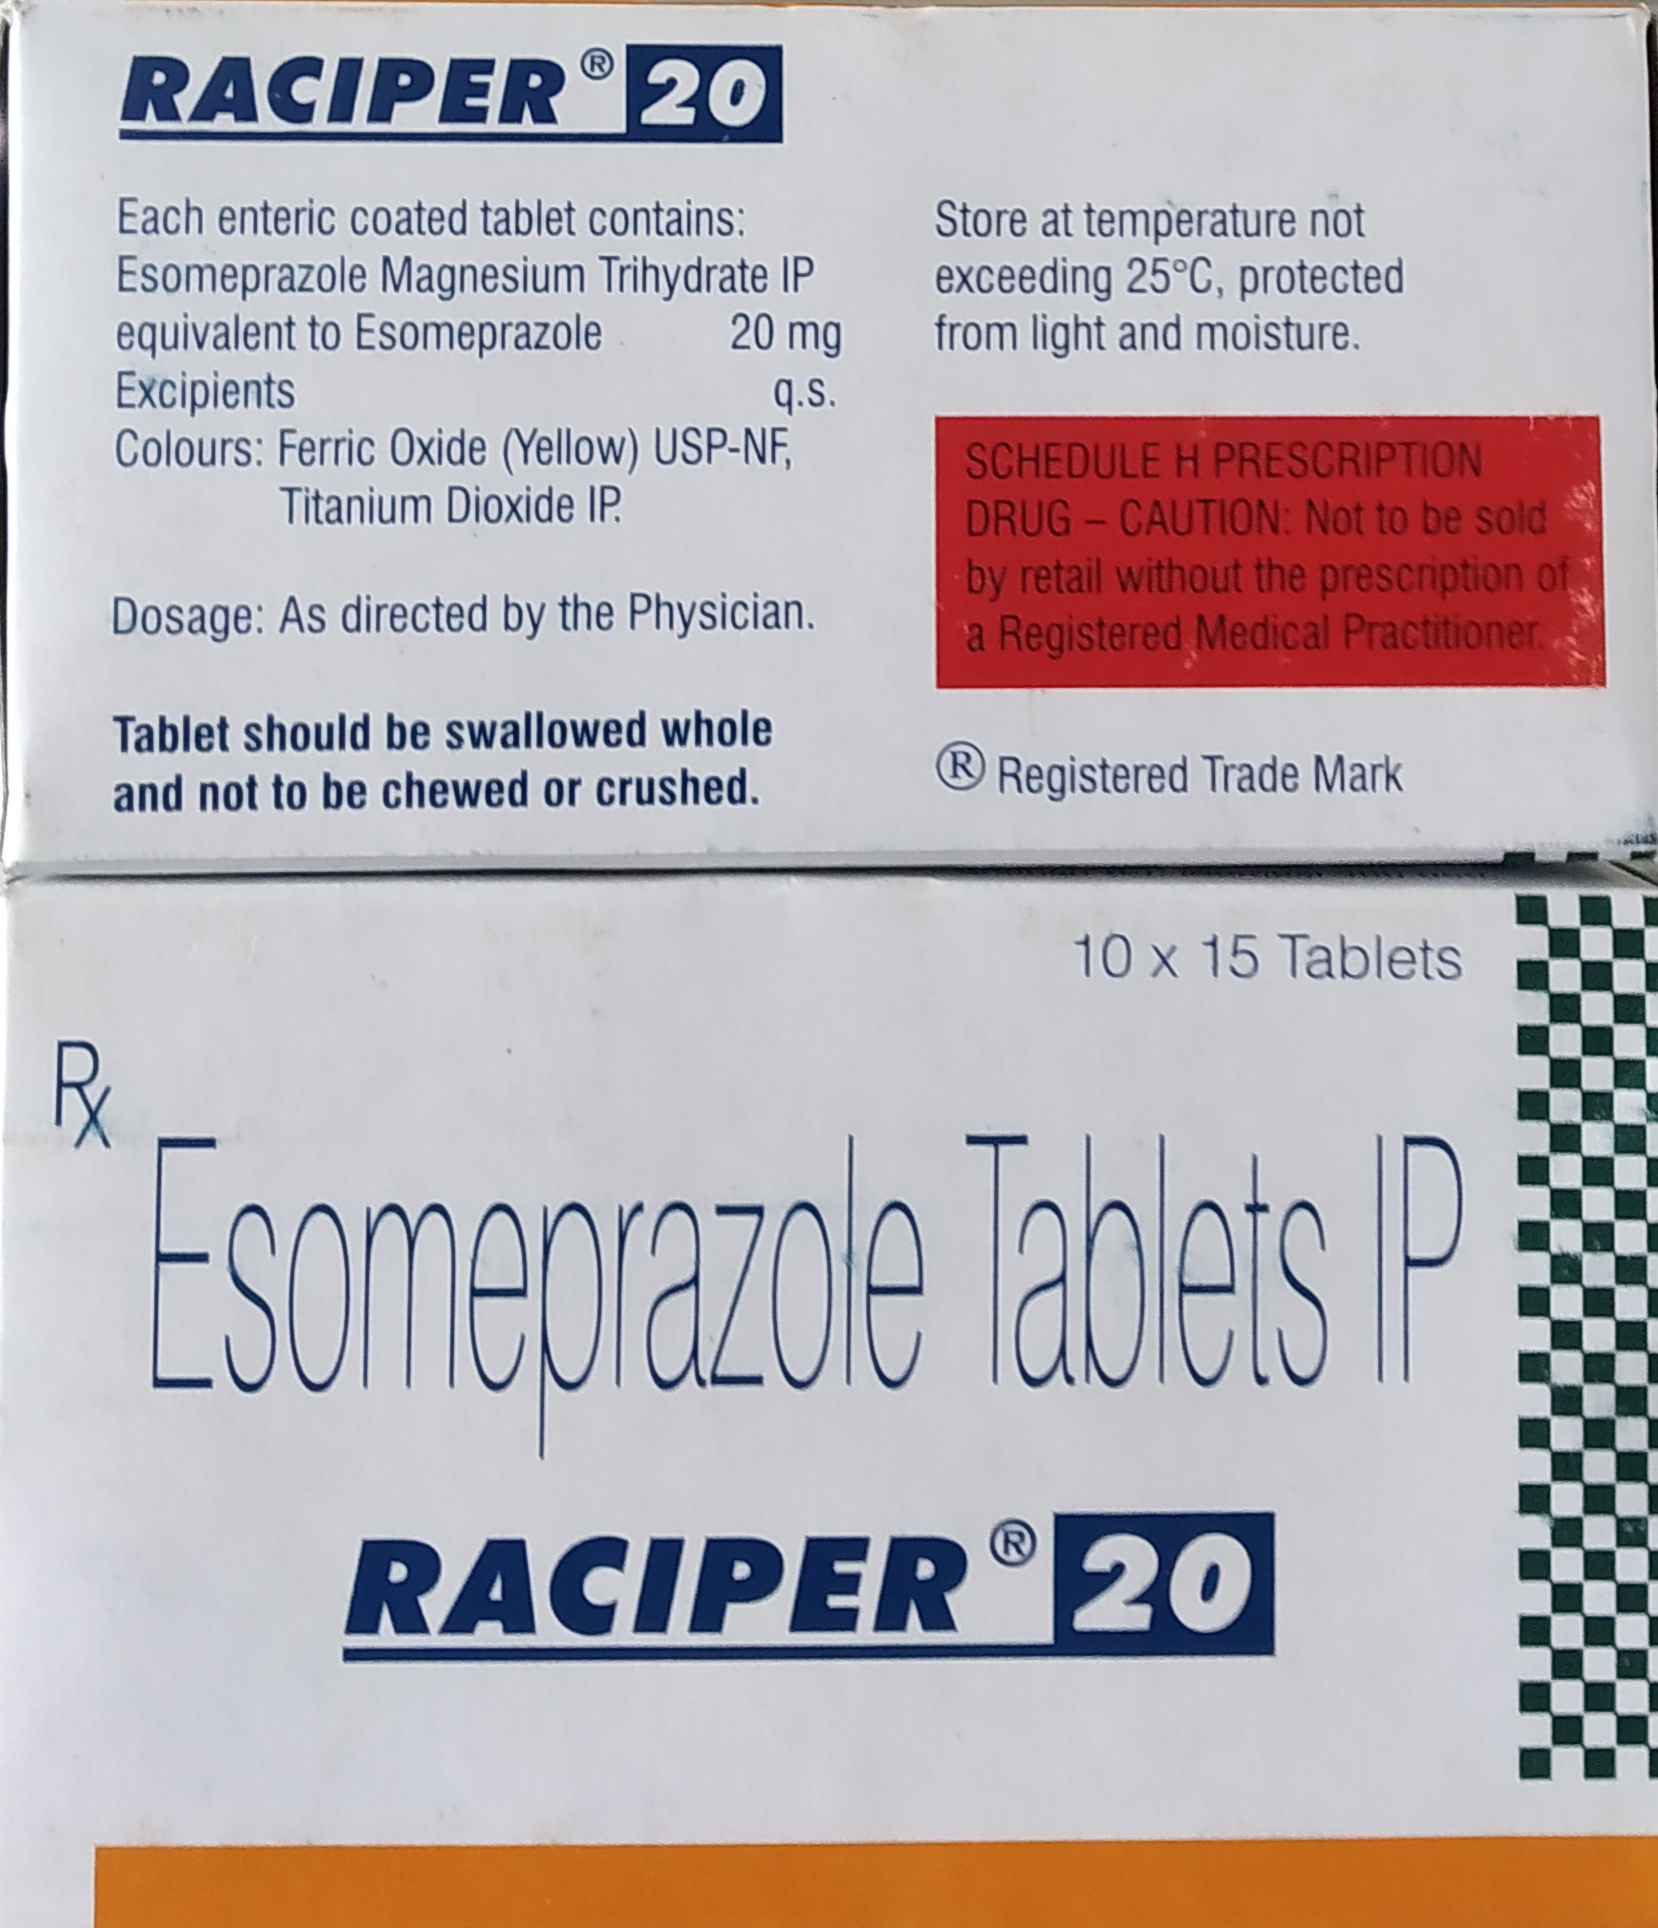 RACIPER® 20
Each enteric coated tablet contains:
Esomeprazole Magnesium Trihydrate IP
equivalent to Esomeprazole 20 mg
Excipients q.s.
Colours: Ferric Oxide (Yellow) USP-NF,
Titanium Dioxide IP.
Dosage: As directed by the Physician.
Tablet should be swallowed whole
and not to be chewed or crushed.
Store at temperature not
exceeding 25°C, protected
from light and moisture.
SCHEDULE H PRESCRIPTION
DRUG – CAUTION: Not to be sold
by retail without the prescription of
a Registered Medical Practitioner.
® Registered Trade Mark
10 x 15 Tablets
Rx
Esomeprazole Tablets IP
RACIPER® 20